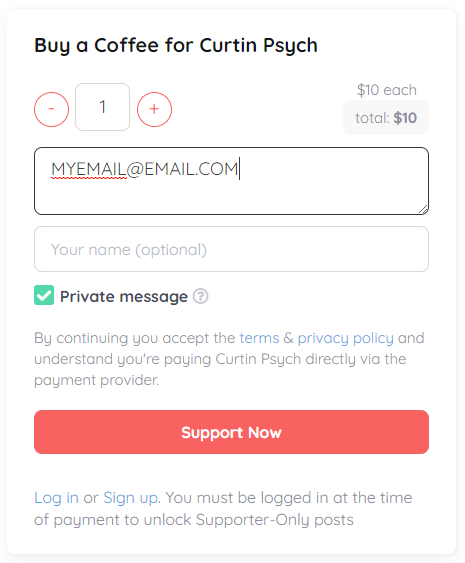 Buy a Coffee for Curtin Psych
- 1 + $10 each
total: $10
MYEMAIL@EMAIL.COM
Your name (optional)
Private message ?
By continuing you accept the terms & privacy policy and
understand you're paying Curtin Psych directly via the
payment provider.
Support Now
Log in or Sign up. You must be logged in at the time
of payment to unlock Supporter-Only posts